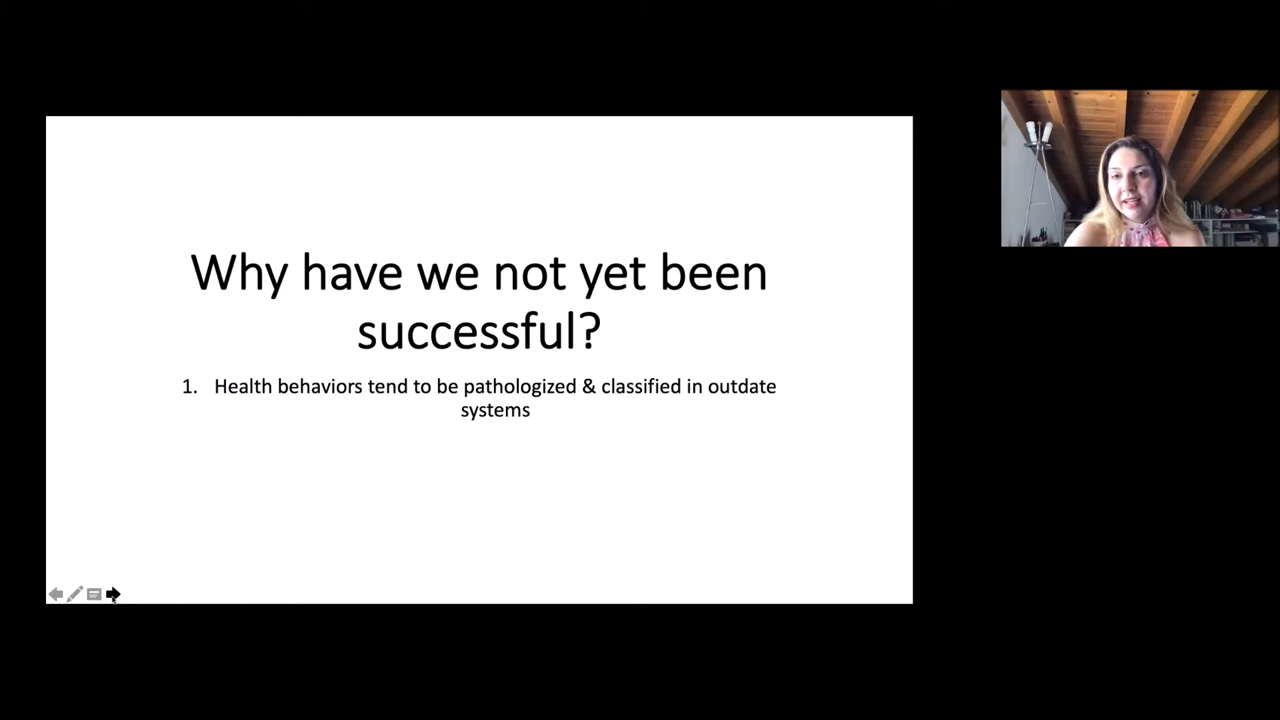 Why have we not yet been
successful?
1. Health behaviors tend to be pathologized & classified in outdate
systems